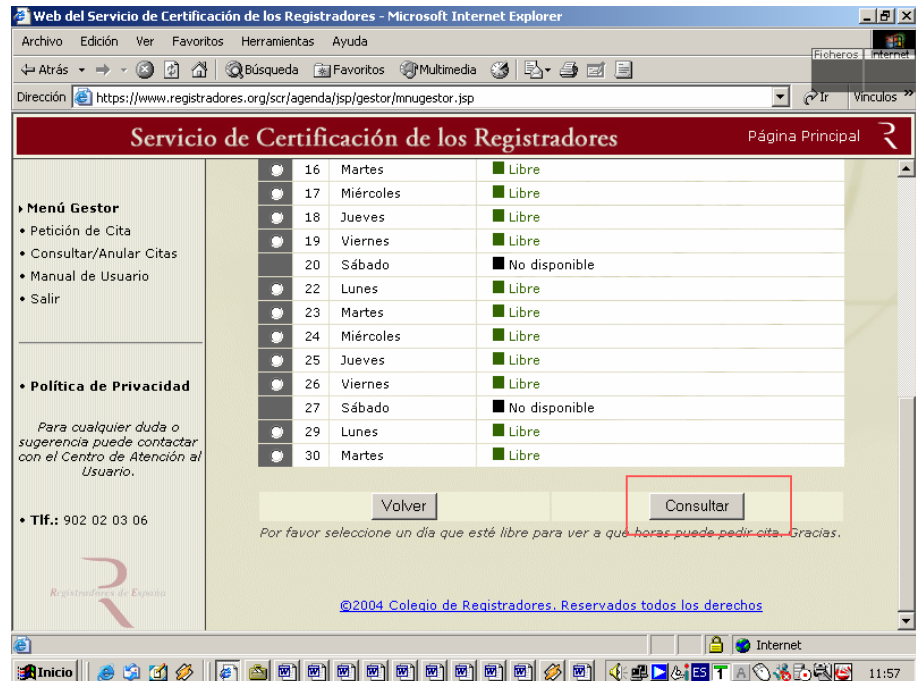 Web del Servicio de Certificación de los Registradores - Microsoft Internet Explorer
Archivo Edición Ver Favoritos Herramientas Ayuda
Ficheros Internet
Atrás Búsqueda Favoritos Multimedia
Dirección https://www.registradores.org/scr/agenda/jsp/gestor/mnugestor.jsp Ir Vínculos »
Servicio de Certificación de los Registradores Página Principal
Menú Gestor
• Petición de Cita
• Consultar/Anular Citas
• Manual de Usuario
• Salir
• Política de Privacidad
Para cualquier duda o
sugerencia puede contactar
con el Centro de Atención al
Usuario.
• Tlf.: 902 02 03 06
Registradores de España
16 Martes Libre
17 Miércoles Libre
18 Jueves Libre
19 Viernes Libre
20 Sábado No disponible
22 Lunes Libre
23 Martes Libre
24 Miércoles Libre
25 Jueves Libre
26 Viernes Libre
27 Sábado No disponible
29 Lunes Libre
30 Martes Libre
Volver Consultar
Por favor seleccione un día que esté libre para ver a qué horas puede pedir cita. Gracias.
©2004 Colegio de Registradores. Reservados todos los derechos
Internet
Inicio ES T A 11:57